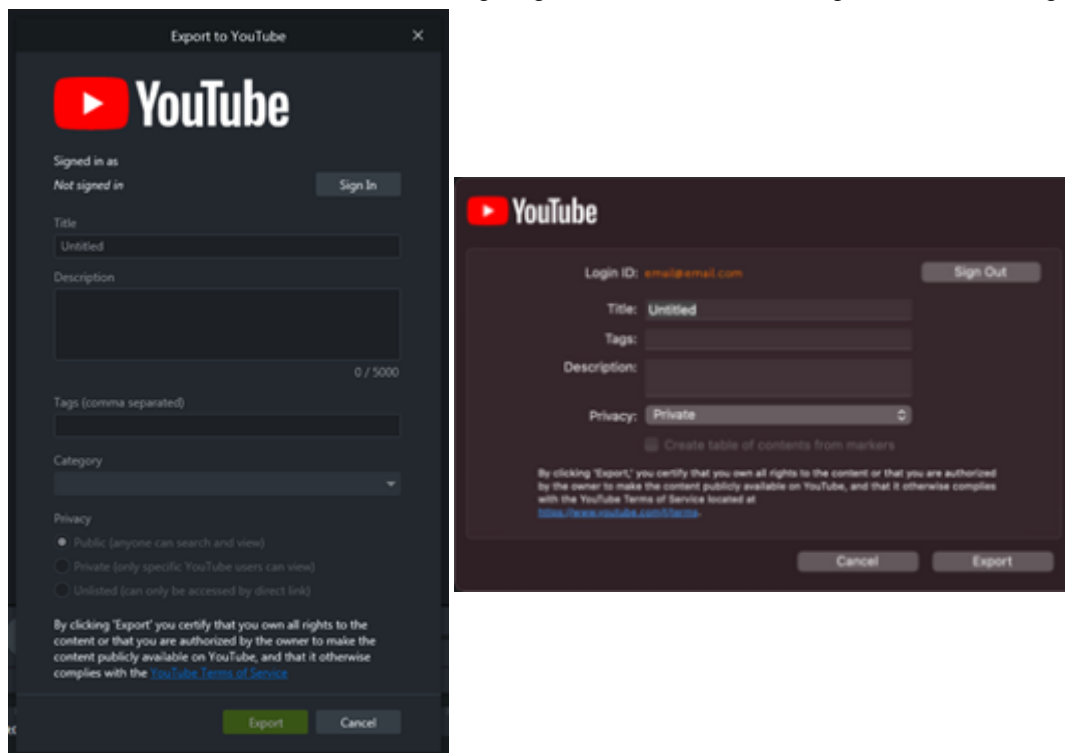 Export to YouTube
YouTube
Signed in as
Not signed in
Sign In
Title
Untitled
Description
0 / 5000
Tags (comma separated)
Category
Privacy
Public (anyone can search and view)
Private (only specific YouTube users can view)
Unlisted (can only be accessed by direct link)
By clicking 'Export' you certify that you own all rights to the
content or that you are authorized by the owner to make the
content publicly available on YouTube, and that it otherwise
complies with the YouTube Terms of Service
Export Cancel
YouTube
Login ID: email@email.com Sign Out
Title: Untitled
Tags:
Description:
Privacy: Private
Create table of contents from markers
By clicking 'Export,' you certify that you own all rights to the content or that you are authorized
by the owner to make the content publicly available on YouTube, and that it otherwise complies
with the YouTube Terms of Service located at
https://www.youtube.com/t/terms.
Cancel Export